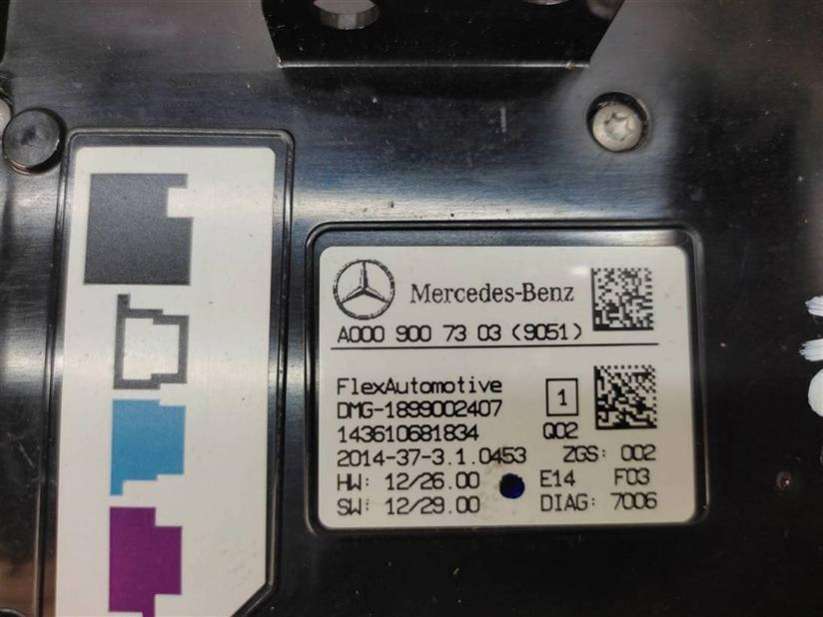 Mercedes-Benz
A000 900 73 03 (9051)
FlexAutomotive
DMG-1899002407
1
143610681834
Q02
2014-37-3.1.0453
ZGS: 002
HW: 12/26.00
E14 F03
SW: 12/29.00
DIAG: 7006